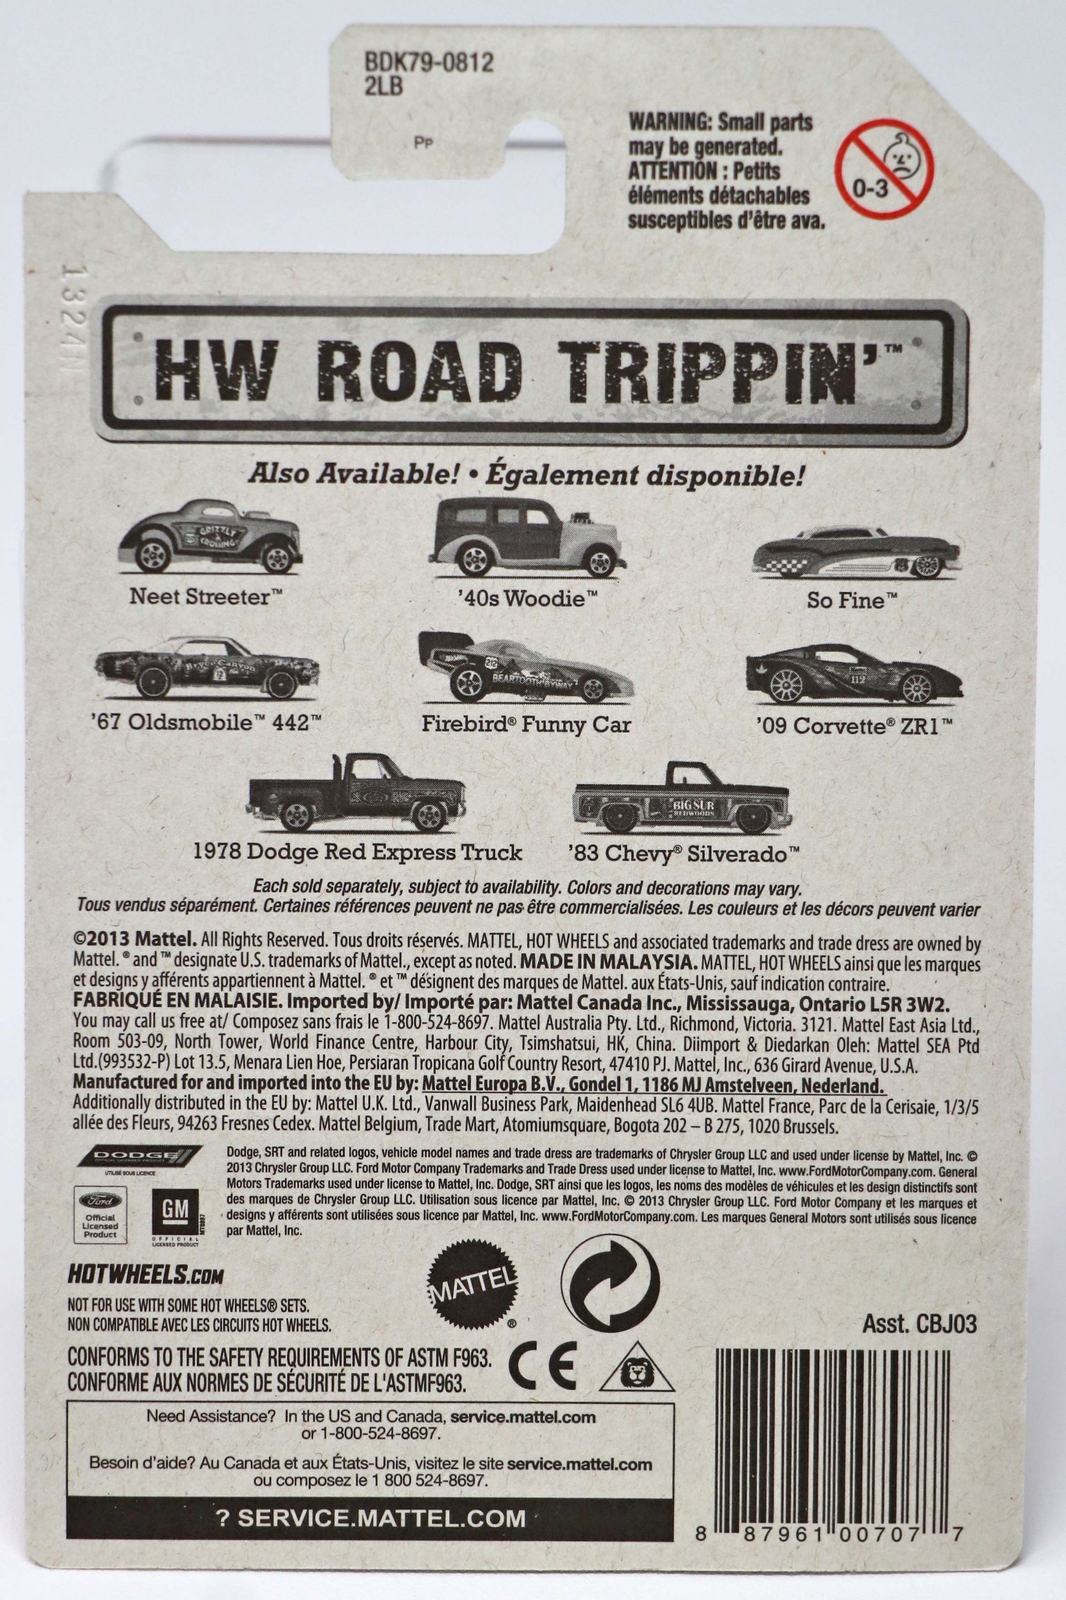 BDK79-0812
2LB
Pp
WARNING: Small parts
may be generated.
ATTENTION : Petits
éléments détachables
susceptibles d'être ava.
0-3
1324N
HW ROAD TRIPPIN'™
Also Available! • Également disponible!
GRIZZLY
CROSSING
Neet Streeter™
'40s Woodie™
So Fine™
Bryce Canyon
'67 Oldsmobile™ 442™
212
BEARTOOTH BYWAY
Firebird® Funny Car
112
'09 Corvette® ZR1™
1978 Dodge Red Express Truck
BIG SUR
REDWOODS
'83 Chevy® Silverado™
Each sold separately, subject to availability. Colors and decorations may vary.
Tous vendus séparément. Certaines références peuvent ne pas être commercialisées. Les couleurs et les décors peuvent varier
©2013 Mattel. All Rights Reserved. Tous droits réservés. MATTEL, HOT WHEELS and associated trademarks and trade dress are owned by
Mattel. ® and ™ designate U.S. trademarks of Mattel., except as noted. MADE IN MALAYSIA. MATTEL, HOT WHEELS ainsi que les marques
et designs y afférents appartiennent à Mattel. ® et ™ désignent des marques de Mattel. aux États-Unis, sauf indication contraire.
FABRIQUÉ EN MALAISIE. Imported by/ Importé par: Mattel Canada Inc., Mississauga, Ontario L5R 3W2.
You may call us free at/ Composez sans frais le 1-800-524-8697. Mattel Australia Pty. Ltd., Richmond, Victoria. 3121. Mattel East Asia Ltd.,
Room 503-09, North Tower, World Finance Centre, Harbour City, Tsimshatsui, HK, China. Diimport & Diedarkan Oleh: Mattel SEA Ptd
Ltd.(993532-P) Lot 13.5, Menara Lien Hoe, Persiaran Tropicana Golf Country Resort, 47410 PJ. Mattel, Inc., 636 Girard Avenue, U.S.A.
Manufactured for and imported into the EU by: Mattel Europa B.V., Gondel 1, 1186 MJ Amstelveen, Nederland.
Additionally distributed in the EU by: Mattel U.K. Ltd., Vanwall Business Park, Maidenhead SL6 4UB. Mattel France, Parc de la Cerisaie, 1/3/5
allée des Fleurs, 94263 Fresnes Cedex. Mattel Belgium, Trade Mart, Atomiumsquare, Bogota 202 – B 275, 1020 Brussels.
DODGE
OFFICIAL LICENSED PRODUCT
UTILISÉ SOUS LICENCE
Ford
Official
Licensed
Product
GM
OFFICIAL
LICENSED PRODUCT
Dodge, SRT and related logos, vehicle model names and trade dress are trademarks of Chrysler Group LLC and used under license by Mattel, Inc. ©
2013 Chrysler Group LLC. Ford Motor Company Trademarks and Trade Dress used under license to Mattel, Inc. www.FordMotorCompany.com. General
Motors Trademarks used under license to Mattel, Inc. Dodge, SRT ainsi que les logos, les noms des modèles de véhicules et les design distinctifs sont
des marques de Chrysler Group LLC. Utilisation sous licence par Mattel, Inc. © 2013 Chrysler Group LLC. Ford Motor Company et les marques et
designs y afférents sont utilisées sous licence par Mattel, Inc. www.FordMotorCompany.com. Les marques General Motors sont utilisés sous licence
par Mattel, Inc.
HOTWHEELS.COM
NOT FOR USE WITH SOME HOT WHEELS® SETS.
NON COMPATIBLE AVEC LES CIRCUITS HOT WHEELS.
MATTEL®
Asst. CBJ03
CONFORMS TO THE SAFETY REQUIREMENTS OF ASTM F963.
CONFORME AUX NORMES DE SÉCURITÉ DE L'ASTMF963.
CE
Need Assistance? In the US and Canada, service.mattel.com
or 1-800-524-8697.
Besoin d'aide? Au Canada et aux États-Unis, visitez le site service.mattel.com
ou composez le 1 800 524-8697.
? SERVICE.MATTEL.COM
8 87961 00707 7